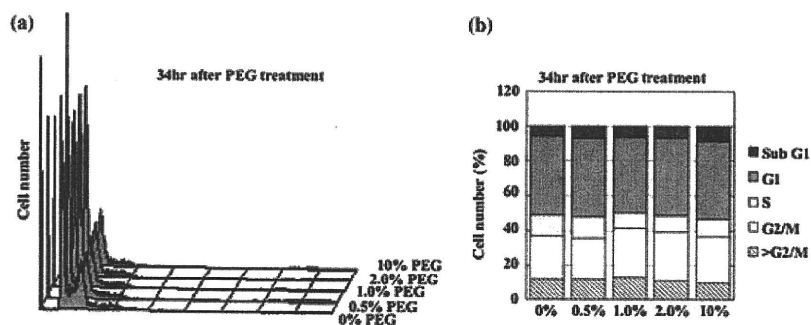 (a)
34hr after PEG treatment
Cell number
10% PEG
2.0% PEG
1.0% PEG
0.5% PEG
0% PEG
(b)
34hr after PEG treatment
Cell number (%)
120
100
80
60
40
20
0
0% 0.5% 1.0% 2.0% 10%
Sub G1
G1
S
G2/M
>G2/M